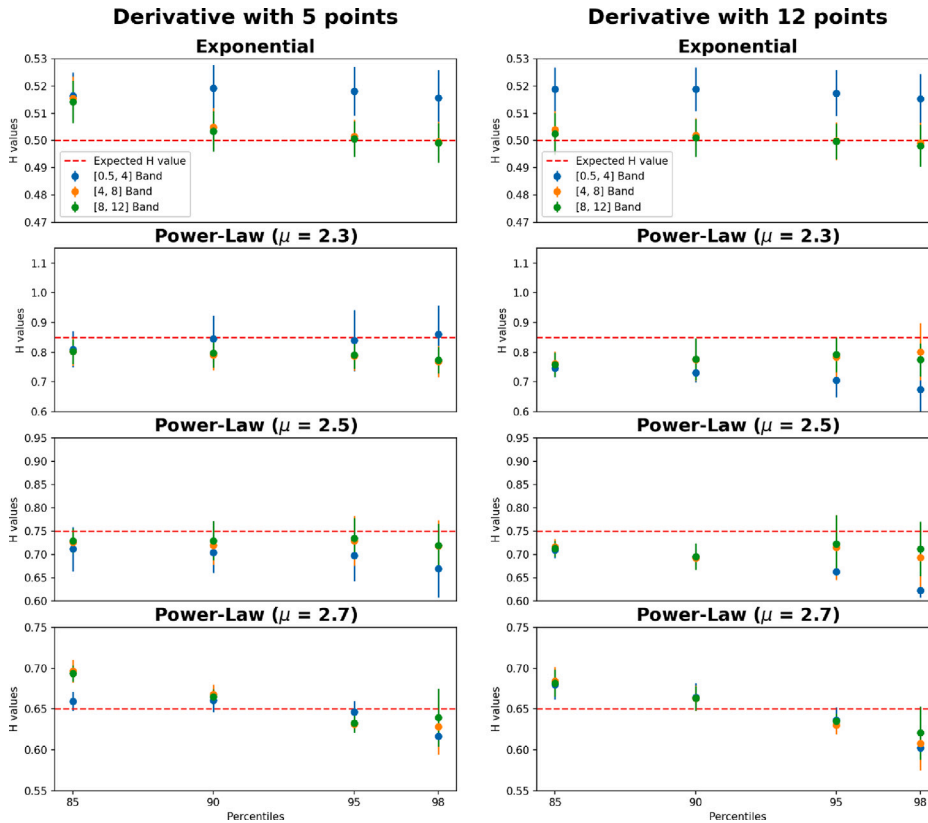 Derivative with 5 points
Exponential
0.53
0.52
0.51
0.50
0.49
0.48
0.47
H values
Expected H value
[0.5, 4] Band
[4, 8] Band
[8, 12] Band
Power-Law (μ = 2.3)
1.1
1.0
0.9
0.8
0.7
0.6
H values
Power-Law (μ = 2.5)
0.95
0.90
0.85
0.80
0.75
0.70
0.65
0.60
H values
Power-Law (μ = 2.7)
0.75
0.70
0.65
0.60
0.55
H values
85 90 95 98
Percentiles
Derivative with 12 points
Exponential
0.53
0.52
0.51
0.50
0.49
0.48
0.47
H values
Expected H value
[0.5, 4] Band
[4, 8] Band
[8, 12] Band
Power-Law (μ = 2.3)
1.1
1.0
0.9
0.8
0.7
0.6
H values
Power-Law (μ = 2.5)
0.95
0.90
0.85
0.80
0.75
0.70
0.65
0.60
H values
Power-Law (μ = 2.7)
0.75
0.70
0.65
0.60
0.55
H values
85 90 95 98
Percentiles